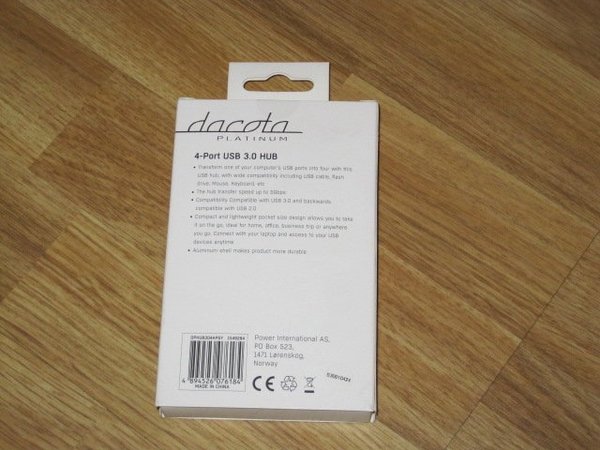 dacota
PLATINUM
4-Port USB 3.0 HUB
• Transform one of your computer's USB ports into four with this
USB hub, with wide compatibility including USB cable, flash
drive, Mouse, Keyboard, etc
• The hub transfer speed up to 5Gbps
• Compatibility Compatible with USB 3.0 and backwards
compatible with USB 2.0
• Compact and lightweight pocket size design allows you to take
it on the go, ideal for home, office, business trip or anywhere
you go. Connect with your laptop and access to your USB
devices anytime
• Aluminum shell makes product more durable
4 894526 076184
MADE IN CHINA
Power International AS,
PO Box 523,
1471 Lørenskog,
Norway
CE